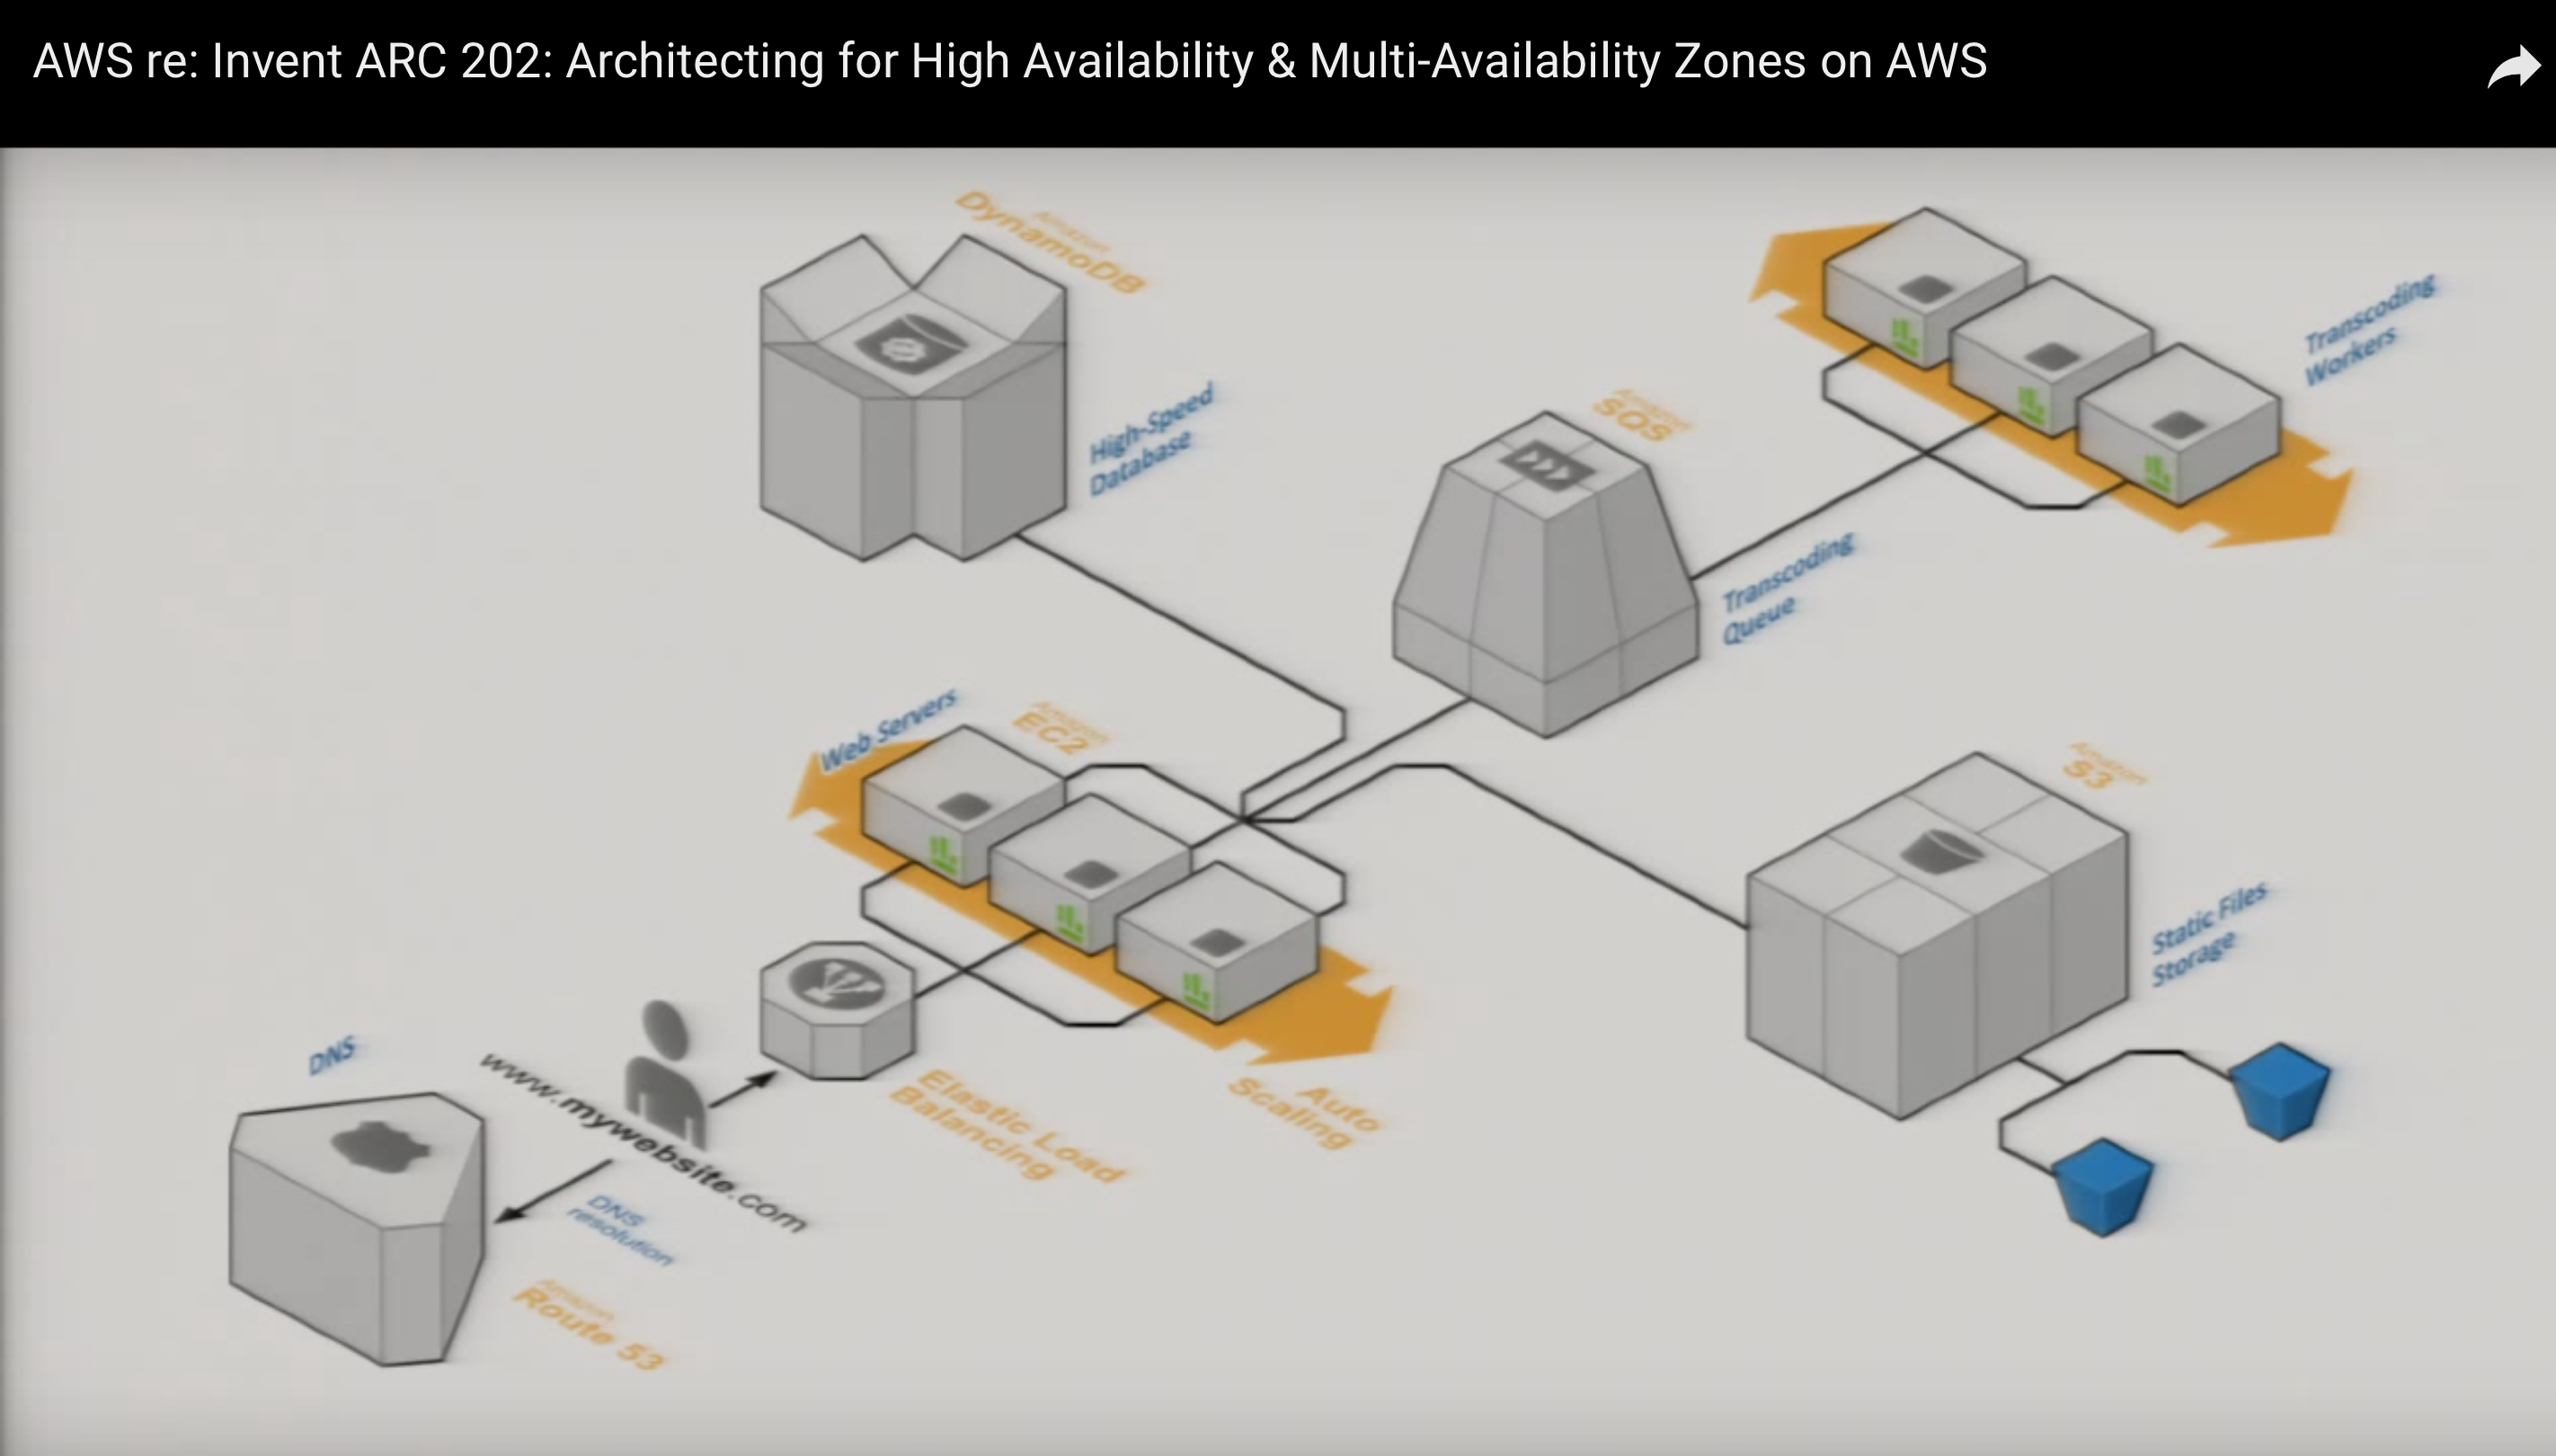 AWS re: Invent ARC 202: Architecting for High Availability & Multi-Availability Zones on AWS
Amazon
DynamoDB
High-Speed
Database
Transcoding
Workers
Amazon
SQS
Transcoding
Queue
Web Servers
Amazon
EC2
Amazon
S3
Static Files
Storage
Auto
Scaling
Elastic Load
Balancing
DNS
www.mywebsite.com
DNS
resolution
Amazon
Route 53